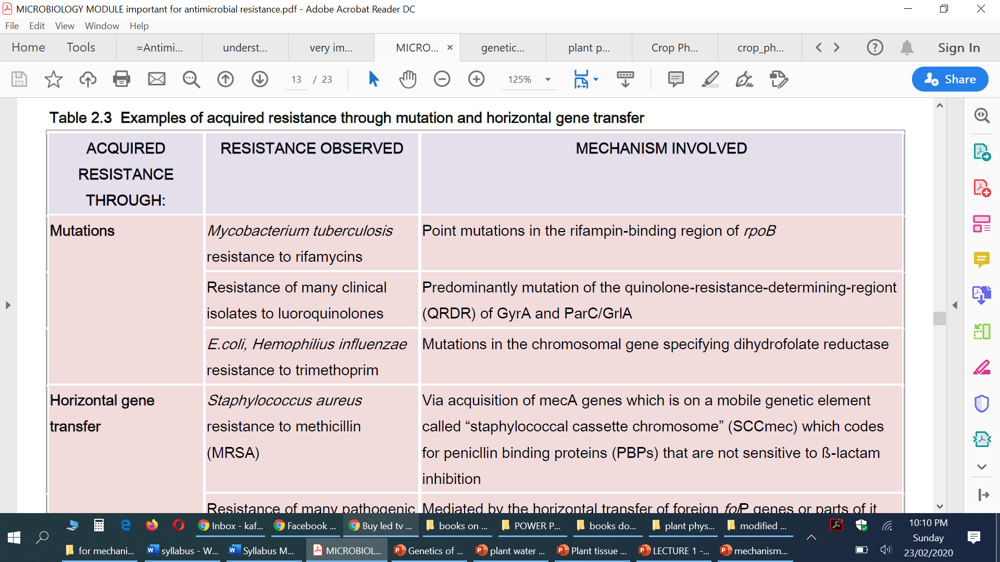 MICROBIOLOGY MODULE important for antimicrobial resistance.pdf - Adobe Acrobat Reader DC
File Edit View Window Help
Home Tools =Antimi... underst... very im... MICRO... × genetic... plant p... Crop Ph... crop_ph... Sign In
13 / 23 125% Share
Table 2.3 Examples of acquired resistance through mutation and horizontal gene transfer
ACQUIRED
RESISTANCE
THROUGH:
RESISTANCE OBSERVED
MECHANISM INVOLVED
Mutations
Mycobacterium tuberculosis
resistance to rifamycins
Point mutations in the rifampin-binding region of rpoB
Resistance of many clinical
isolates to luoroquinolones
Predominantly mutation of the quinolone-resistance-determining-regiont
(QRDR) of GyrA and ParC/GrlA
E.coli, Hemophilius influenzae
resistance to trimethoprim
Mutations in the chromosomal gene specifying dihydrofolate reductase
Horizontal gene
transfer
Staphylococcus aureus
resistance to methicillin
(MRSA)
Via acquisition of mecA genes which is on a mobile genetic element
called “staphylococcal cassette chromosome” (SCCmec) which codes
for penicllin binding proteins (PBPs) that are not sensitive to ß-lactam
inhibition
Resistance of many pathogenic
Mediated by the horizontal transfer of foreign folP genes or parts of it
Inbox - kaf... Facebook ... Buy led tv ... books on ... POWER P... books do... plant phys... modified ...
for mechani... syllabus - W... Syllabus M... MICROBIOL... Genetics of ... plant water ... Plant tissue ... LECTURE 1 -... mechanism...
10:10 PM
Sunday
23/02/2020